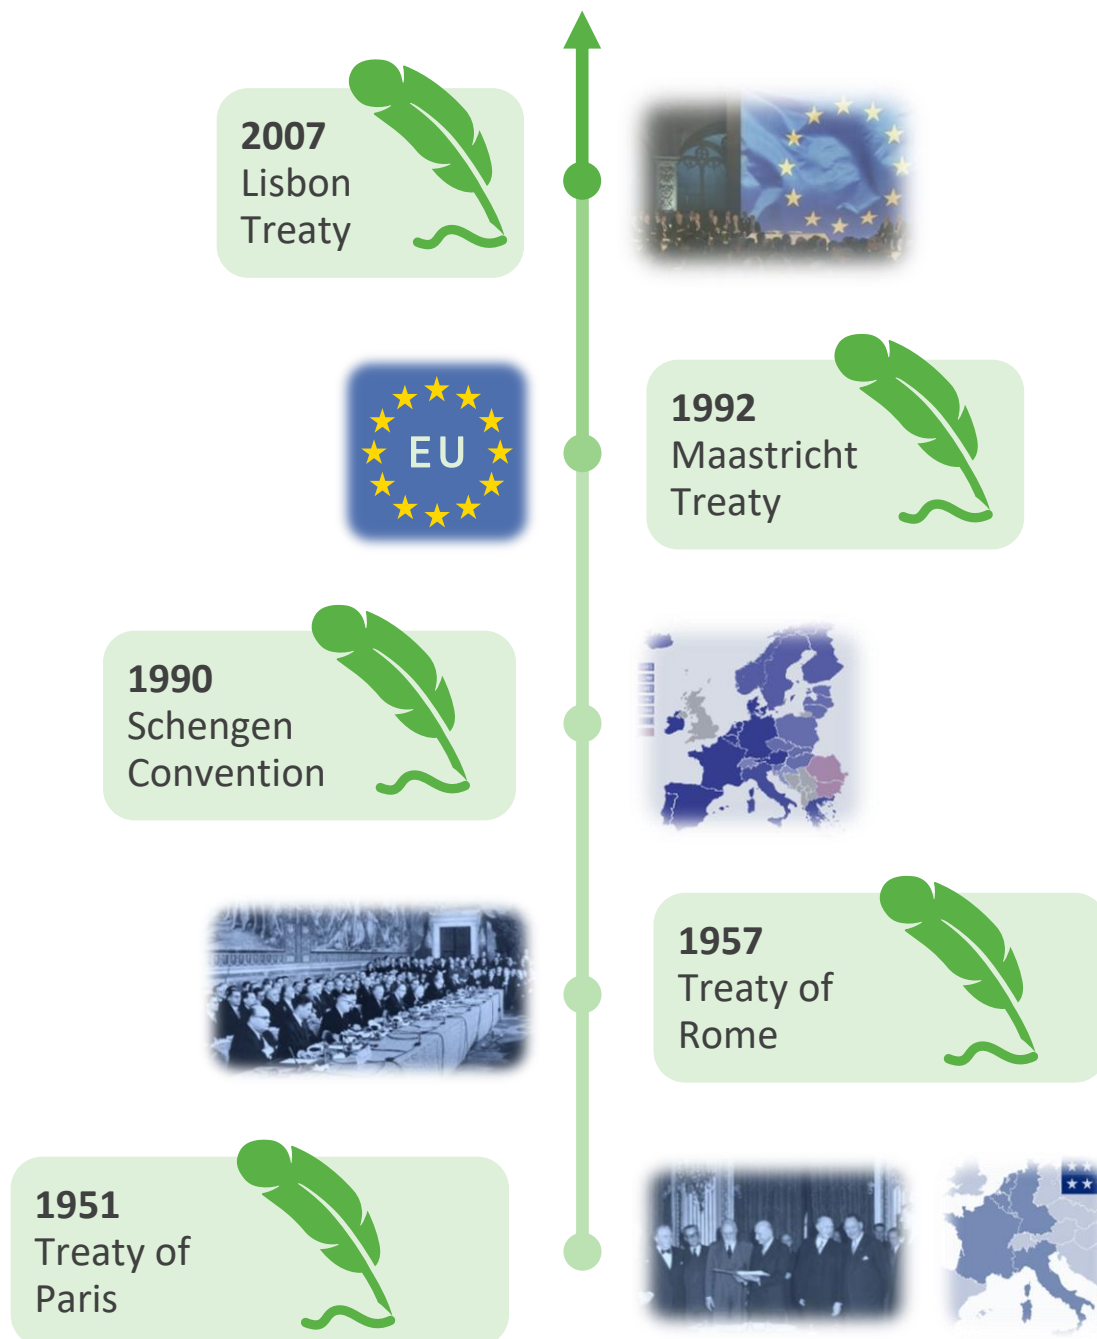 2007
Lisbon
Treaty
EU
1992
Maastricht
Treaty
1990
Schengen
Convention
1957
Treaty of
Rome
1951
Treaty of
Paris